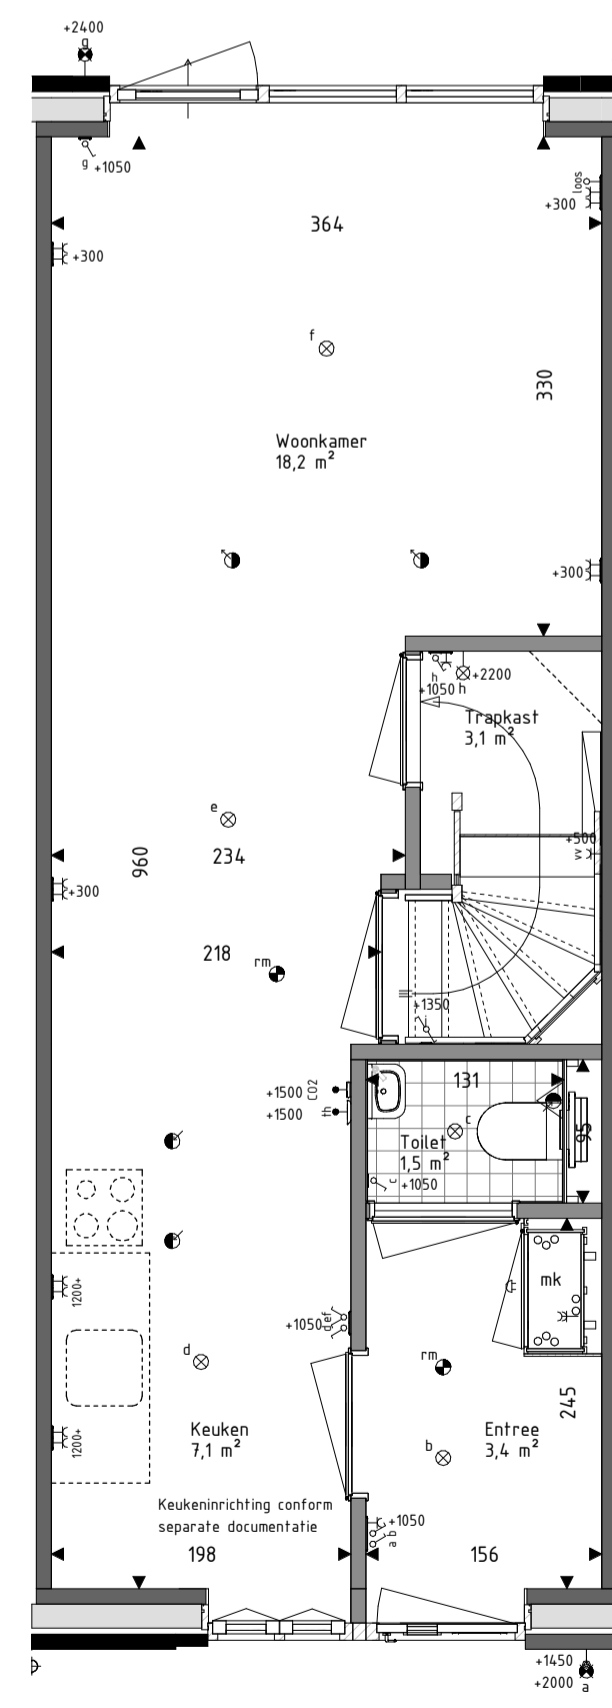 +2400
g
g +1050
loos
+300
364
+300
f
330
Woonkamer
18,2 m²
+300
h
+1050 h
+2200
Trapkast
3,1 m²
e
+500
vv
960
234
+300
218
rm
+1350
i
+1500 CO2
+1500 th
131
95
c
Toilet
1,5 m²
c
+1050
mk
1200+
+1050
d ef
rm
d
245
1200+
Keuken
7,1 m²
Entree
3,4 m²
b
Keukeninrichting conform
separate documentatie
+1050
a b
198
156
+1450
+2000 a